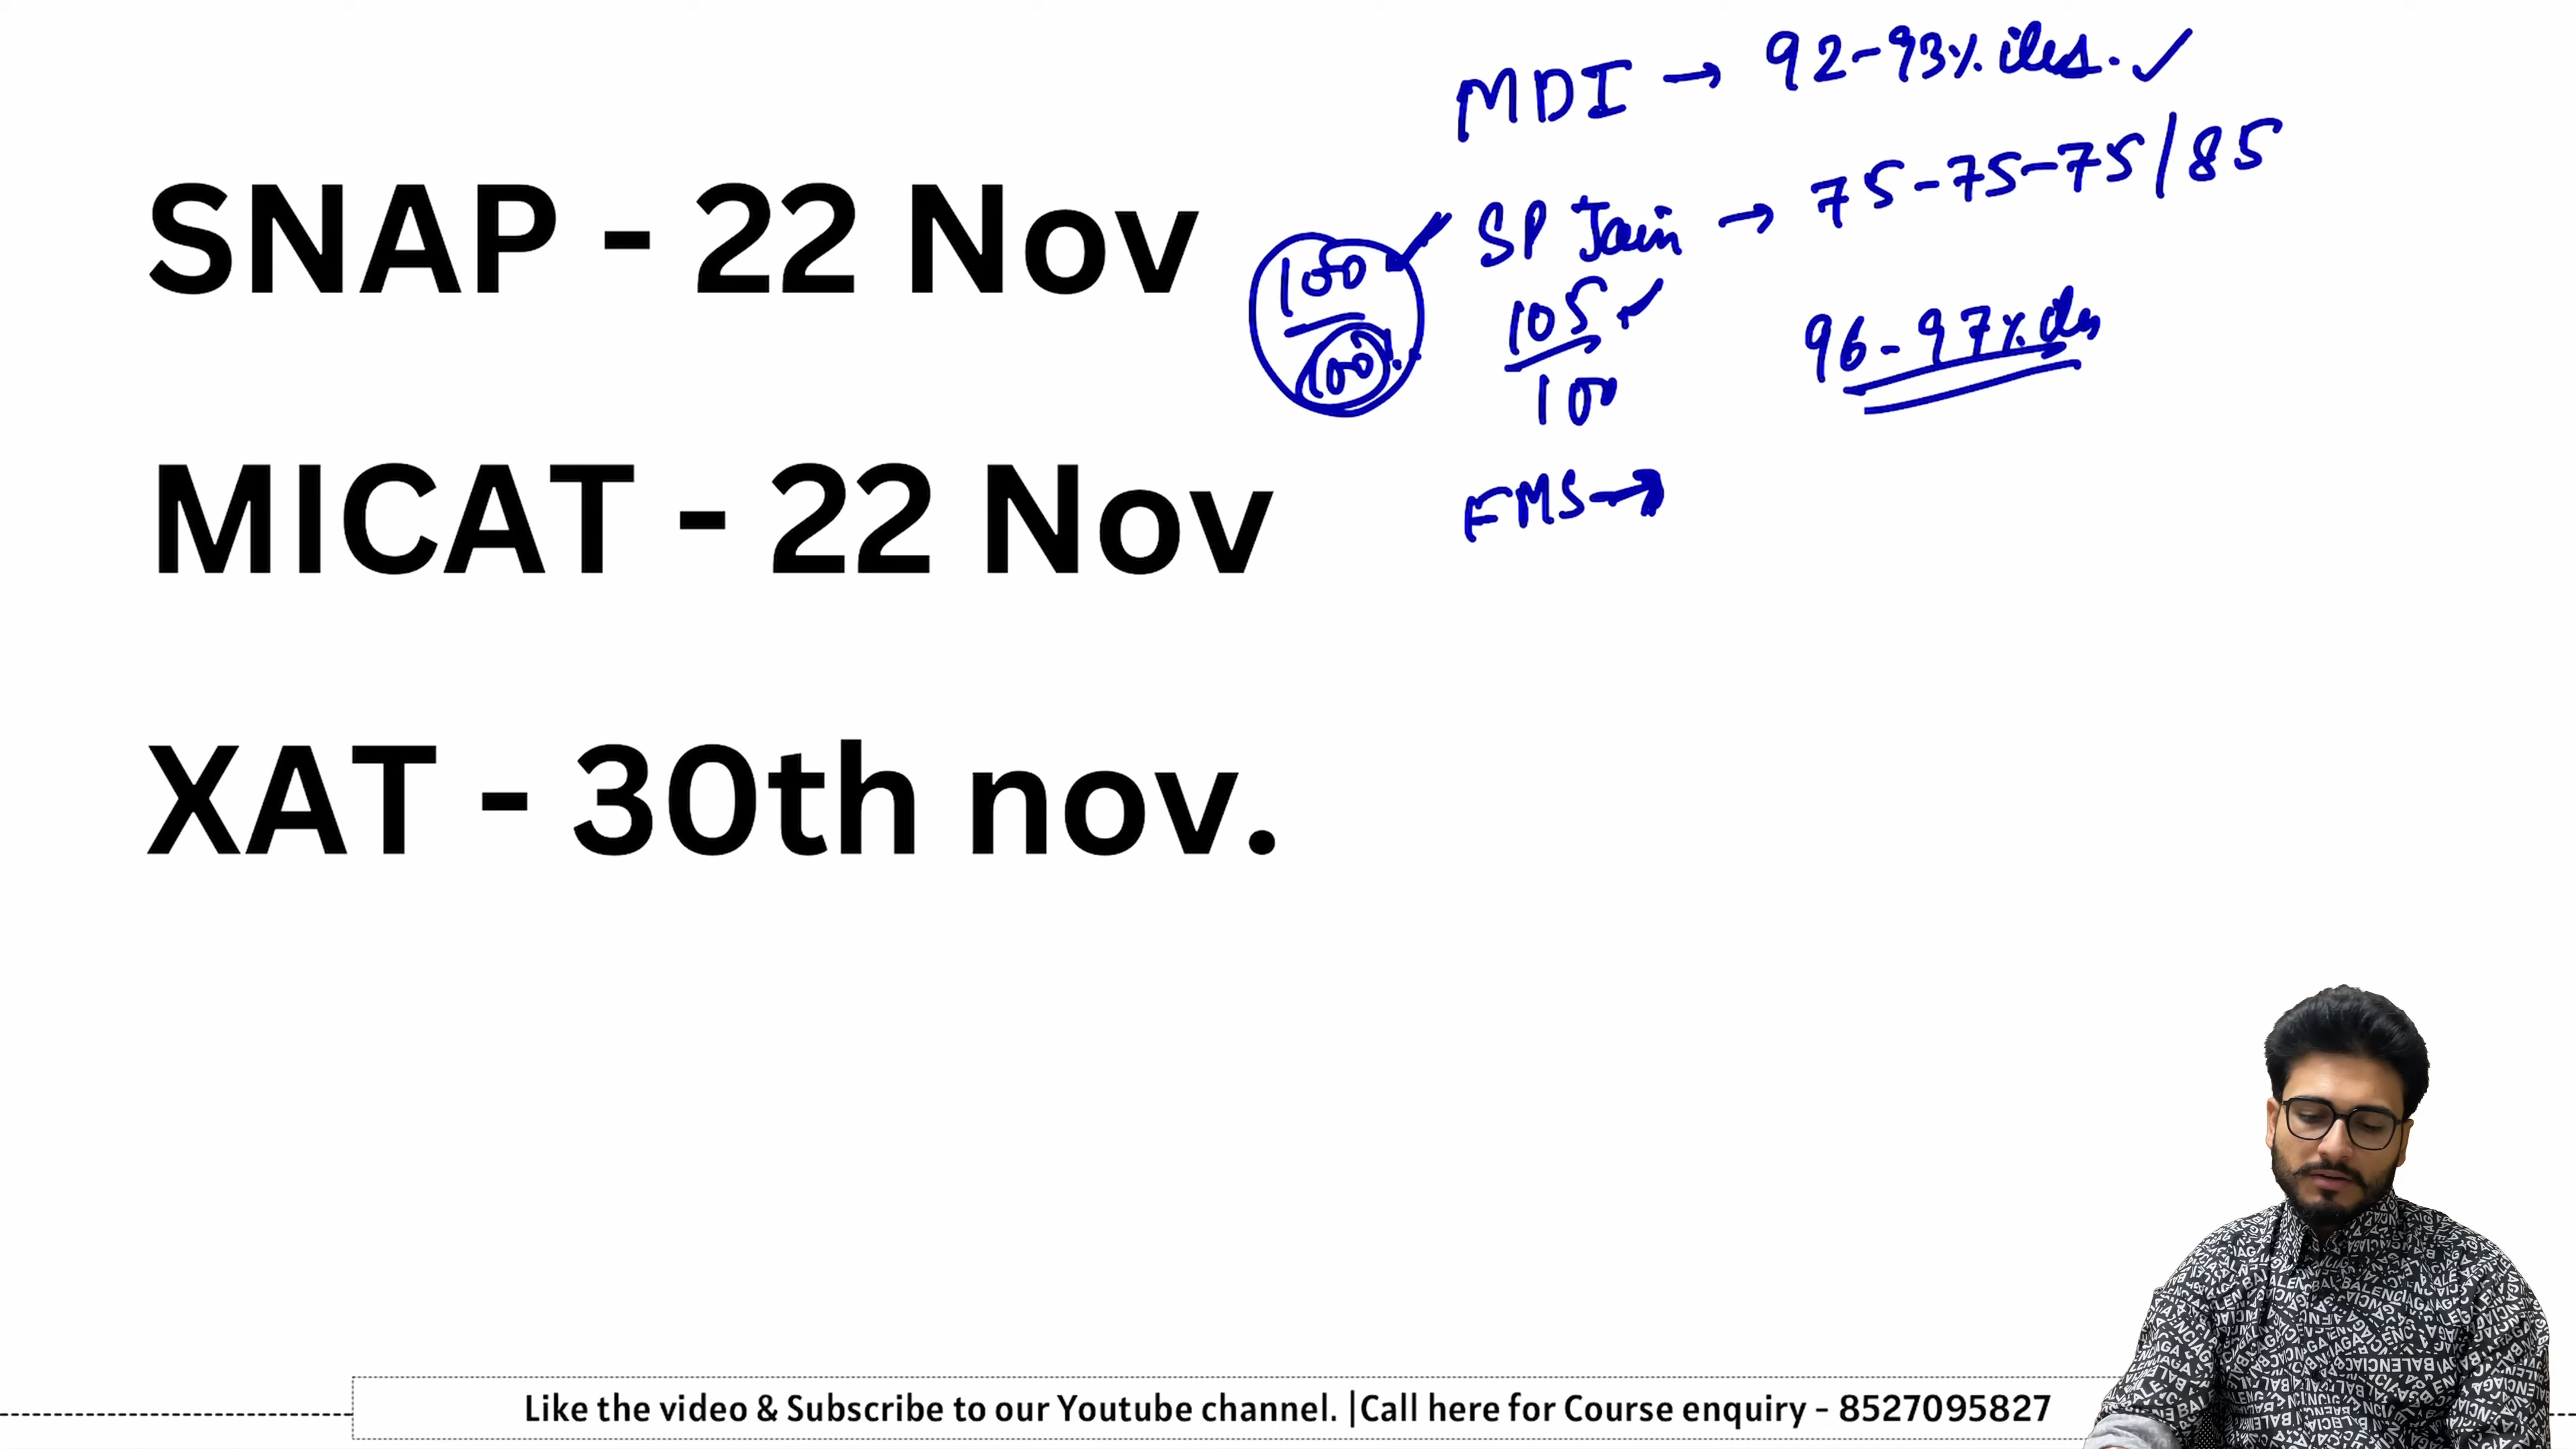 SNAP - 22 Nov
MICAT - 22 Nov
XAT - 30th nov.
MDI → 92-93%iles. ✓
SP Jain → 75-75-75/85
100
100
105
100
96-97%iles
FMS →
Like the video & Subscribe to our Youtube channel. |Call here for Course enquiry - 8527095827